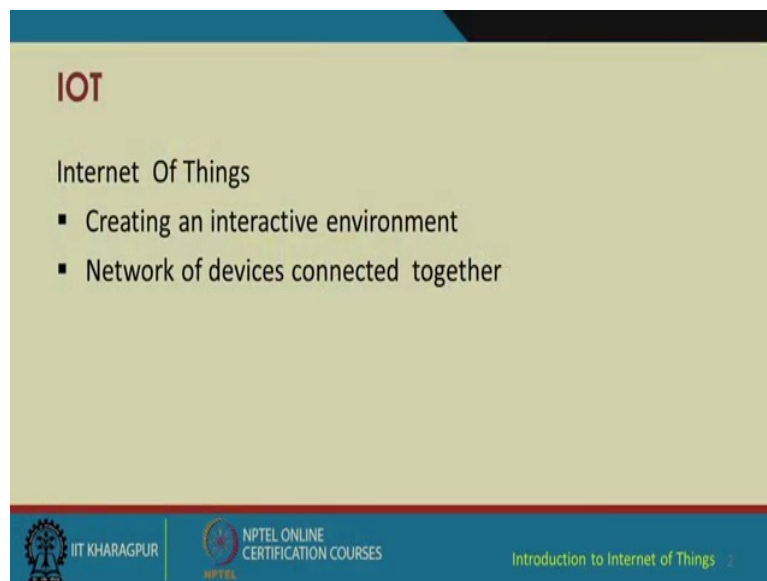 IOT
Internet Of Things
▪ Creating an interactive environment
▪ Network of devices connected together
IIT KHARAGPUR
NPTEL
NPTEL ONLINE
CERTIFICATION COURSES
Introduction to Internet of Things 2